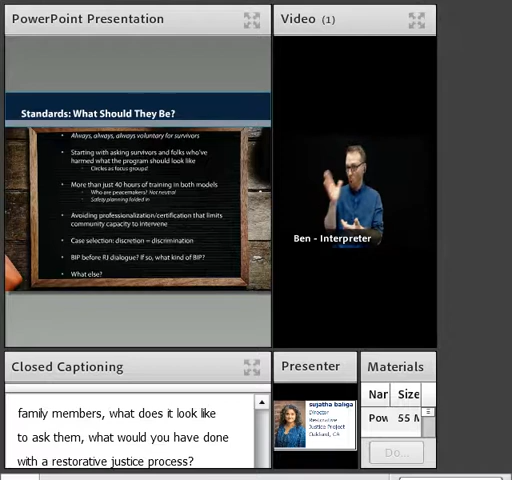 PowerPoint Presentation
Video (1)
Standards: What Should They Be?
Always, always, always voluntary for survivors
Starting with asking survivors and folks who've
harmed what the program should look like
Circles as focus groups!
More than just 40 hours of training in both models
Who are peacemakers? Not neutral
Safety planning folded in
Avoiding professionalization/certification that limits
community capacity to intervene
Case selection: discretion = discrimination
BIP before RJ dialogue? If so, what kind of BIP?
What else?
Ben - Interpreter
Closed Captioning
family members, what does it look like
to ask them, what would you have done
with a restorative justice process?
Presenter
sujatha baliga
Director
Restorative
Justice Project
Oakland, CA
Materials
Nar Size
Pow 55 M
Do...